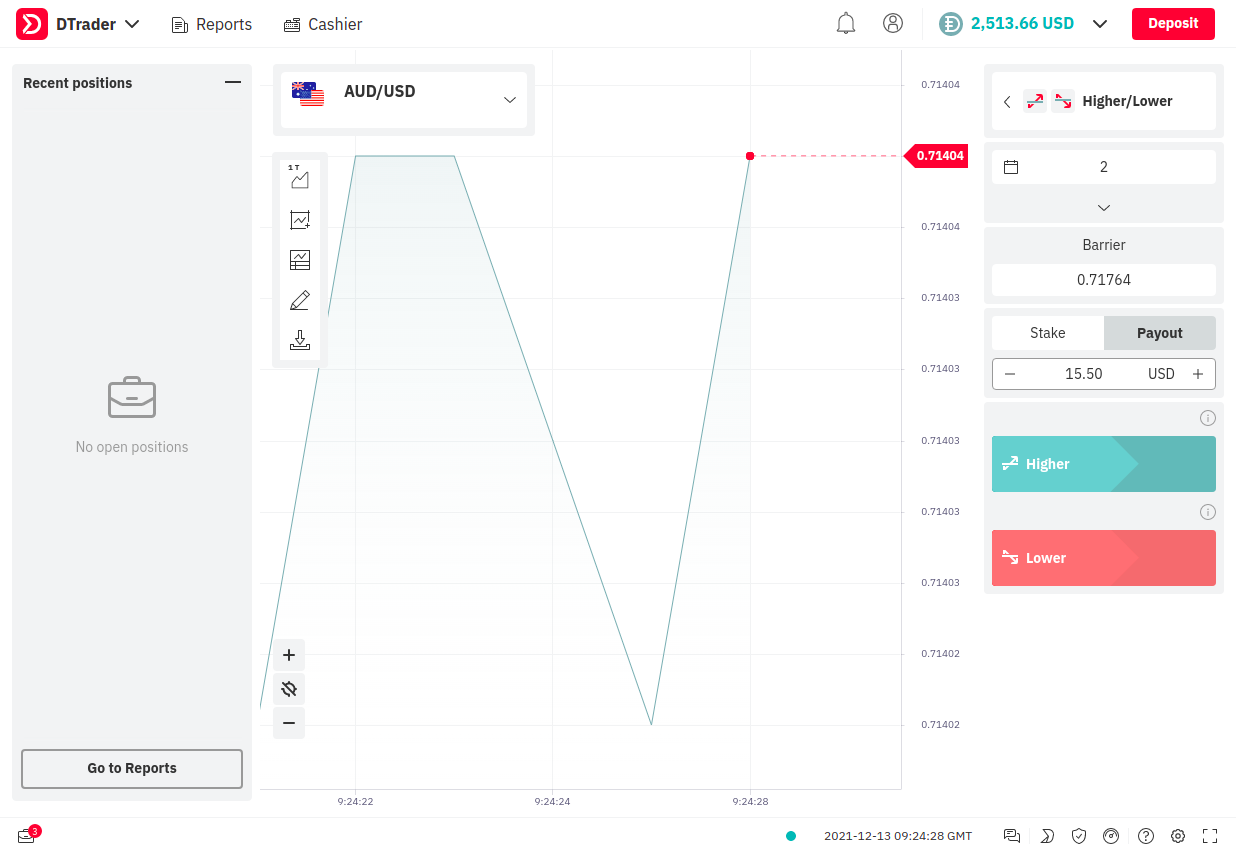 DTrader
Reports
Cashier
2,513.66 USD
Deposit
Recent positions
No open positions
Go to Reports
AUD/USD
1 T
0.71404
0.71404
0.71404
0.71403
0.71403
0.71403
0.71403
0.71403
0.71402
0.71402
9:24:22
9:24:24
9:24:28
Higher/Lower
2
Barrier
0.71764
Stake
Payout
15.50 USD
Higher
Lower
3
2021-12-13 09:24:28 GMT